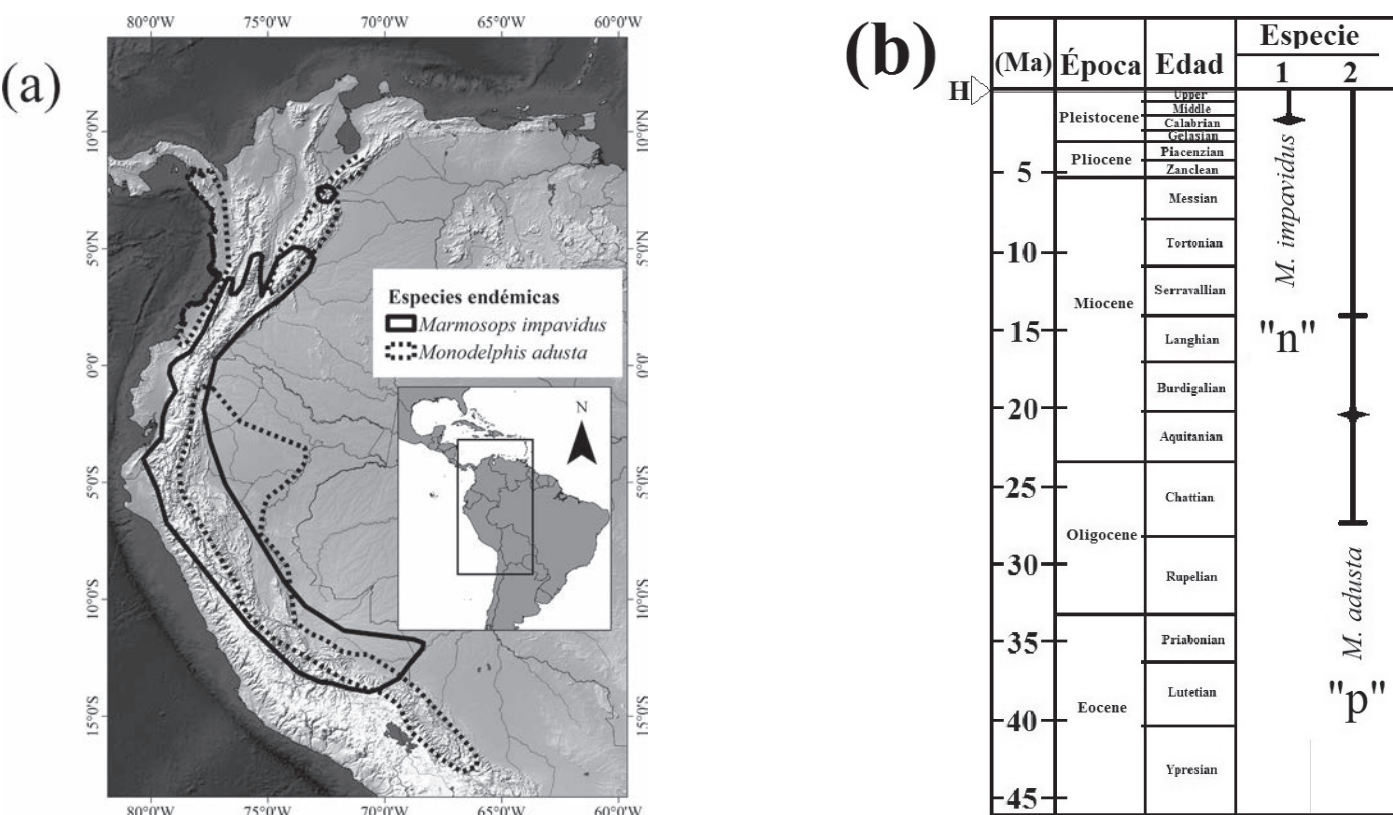 (a)
80°0'W 75°0'W 70°0'W 65°0'W 60°0'W
10°0'N 10°0'N
5°0'N 5°0'N
0°0' 0°0'
5°0'S 5°0'S
10°0'S 10°0'S
15°0'S 15°0'S
Especies endémicas
Marmosops impavidus
Monodelphis adusta
N
80°0'W 75°0'W 70°0'W 65°0'W 60°0'W
(b)
(Ma) Época Edad Especie
1 2
H
Pleistocene
Upper
Middle
Calabrian
Gelasian
Pliocene
Piacenzian
Zanclean
5
Messian
Tortonian
10
Serravallian
Miocene
15
Langhian
Burdigalian
20
Aquitanian
25
Chattian
Oligocene
30
Rupelian
35
Priabonian
Lutetian
Eocene
40
Ypresian
45
M. impavidus
"n"
M. adusta
"p"